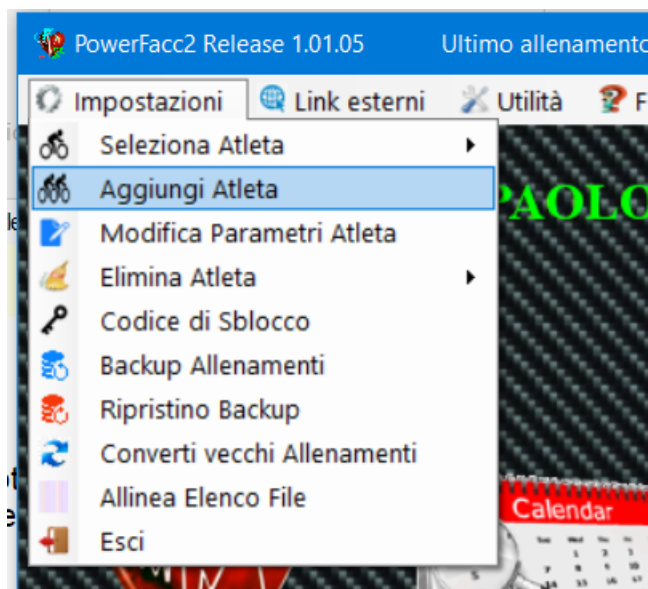 PowerFacc2 Release 1.01.05 Ultimo allenamento
Impostazioni Link esterni Utilità F
Seleziona Atleta
Aggiungi Atleta
PAOLO
Modifica Parametri Atleta
Elimina Atleta
Codice di Sblocco
Backup Allenamenti
Ripristino Backup
Converti vecchi Allenamenti
Allinea Elenco File
Calendar
Esci